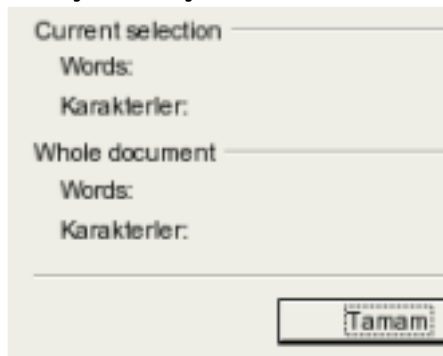 Current selection
Words:
Karakterler:
Whole document
Words:
Karakterler:
Tamam